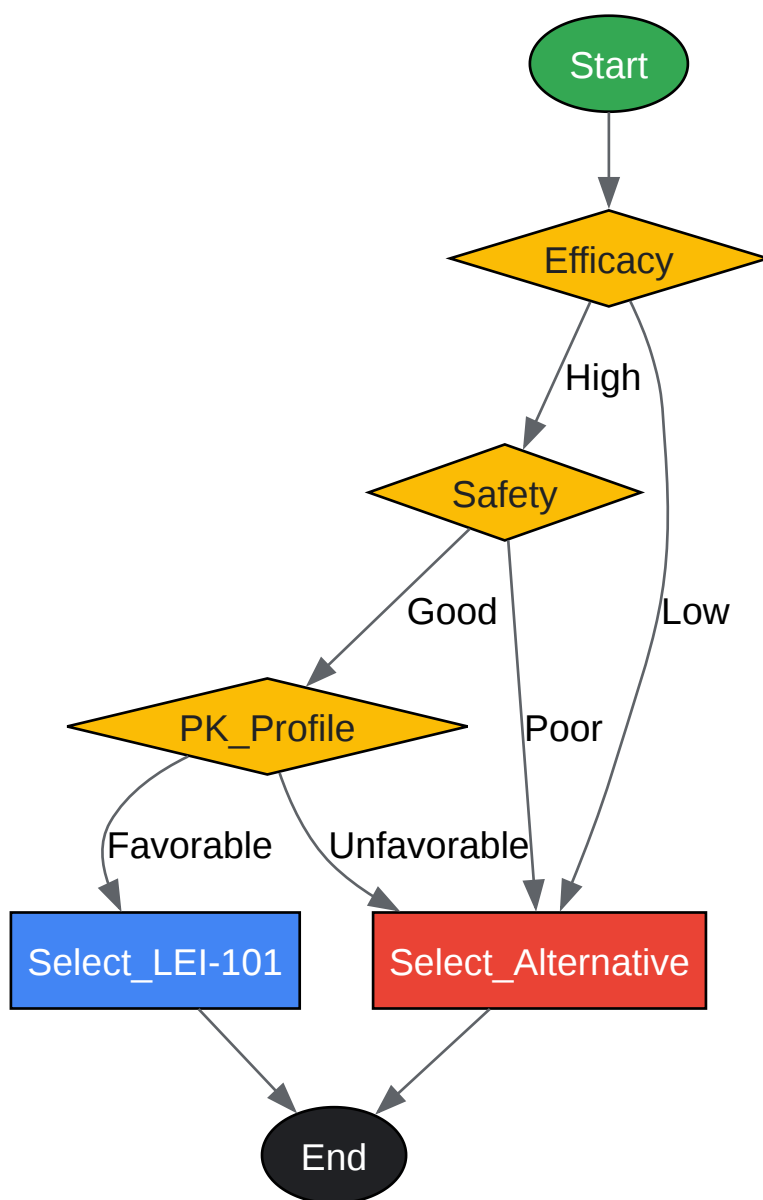 Start
Efficacy
High
Safety
Good
Low
PK_Profile
Poor
Favorable
Unfavorable
Select_LEI-101
Select_Alternative
End